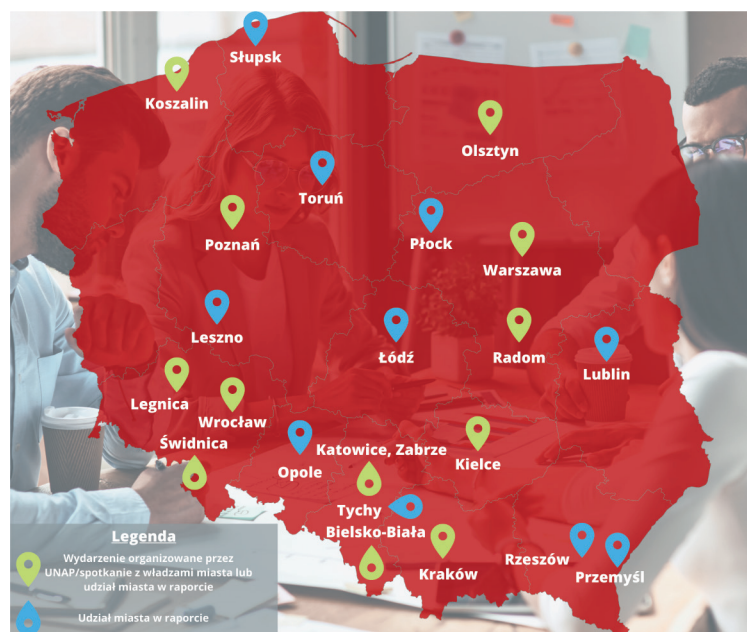 Słupsk
Koszalin
Olsztyn
Toruń
Poznań
Płock
Warszawa
Leszno
Łódź
Radom
Lublin
Legnica
Wrocław
Świdnica
Katowice, Zabrze
Opole
Kielce
Tychy
Bielsko-Biała
Kraków
Rzeszów
Przemyśl
Legenda
Wydarzenie organizowane przez
UNAP/spotkanie z władzami miasta lub
udział miasta w raporcie
Udział miasta w raporcie